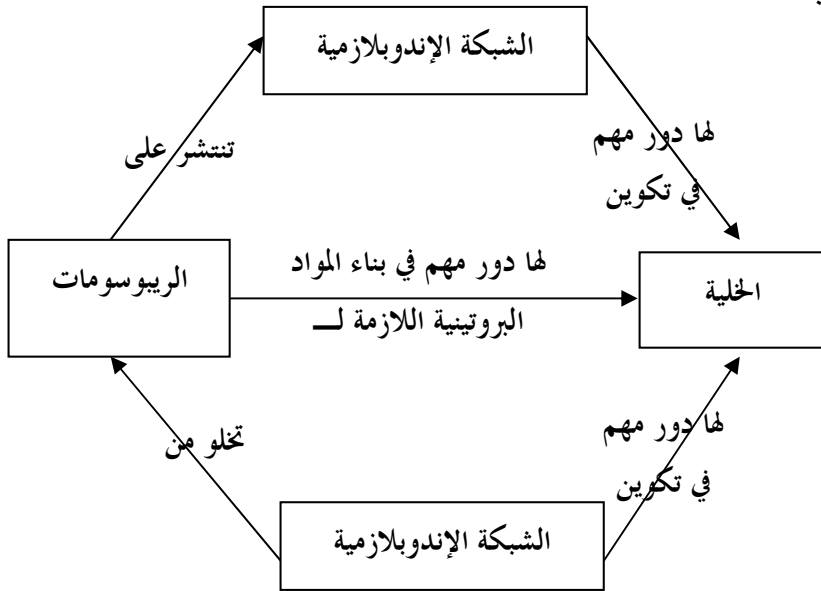 الشبكة الإندوبلازمية
تنتشر على
لها دور مهم
في تكوين
الريبوسومات
لها دور مهم في بناء المواد
البروتينية اللازمة لــ
الخلية
تخلو من
لها دور مهم
في تكوين
الشبكة الإندوبلازمية